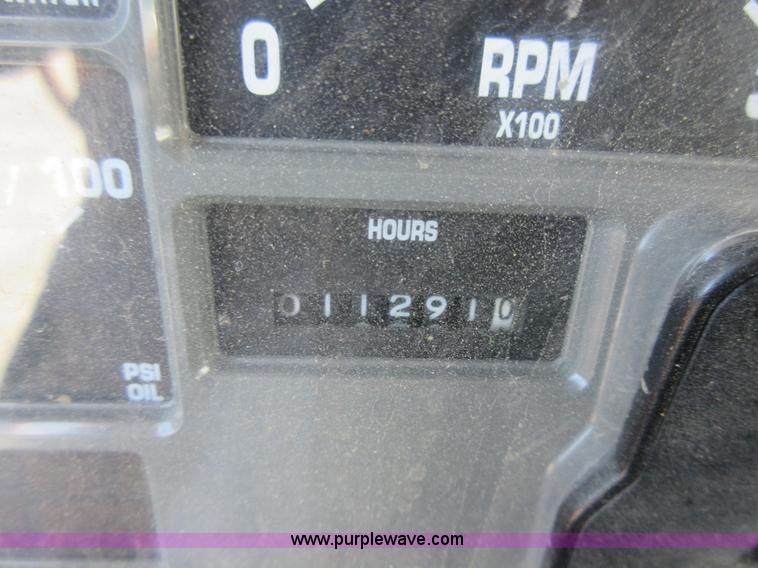 0
RPM
X100
100
HOURS
0112910
PSI
OIL
www.purplewave.com